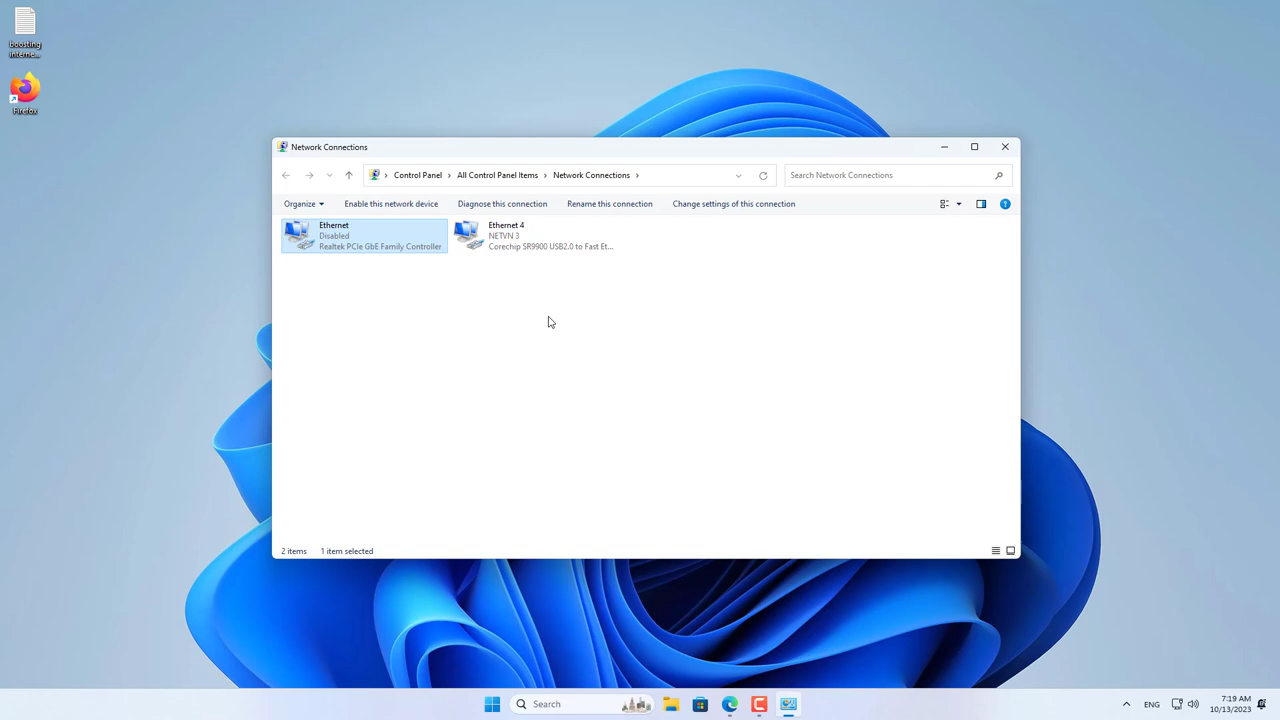 boosting
interne...
Firefox
Network Connections
Control Panel
All Control Panel Items
Network Connections
Search Network Connections
Organize
Enable this network device
Diagnose this connection
Rename this connection
Change settings of this connection
Ethernet
Disabled
Realtek PCIe GbE Family Controller
Ethernet 4
NETVN 3
Corechip SR9900 USB2.0 to Fast Et...
2 items
1 item selected
Search
ENG
7:19 AM
10/13/2023